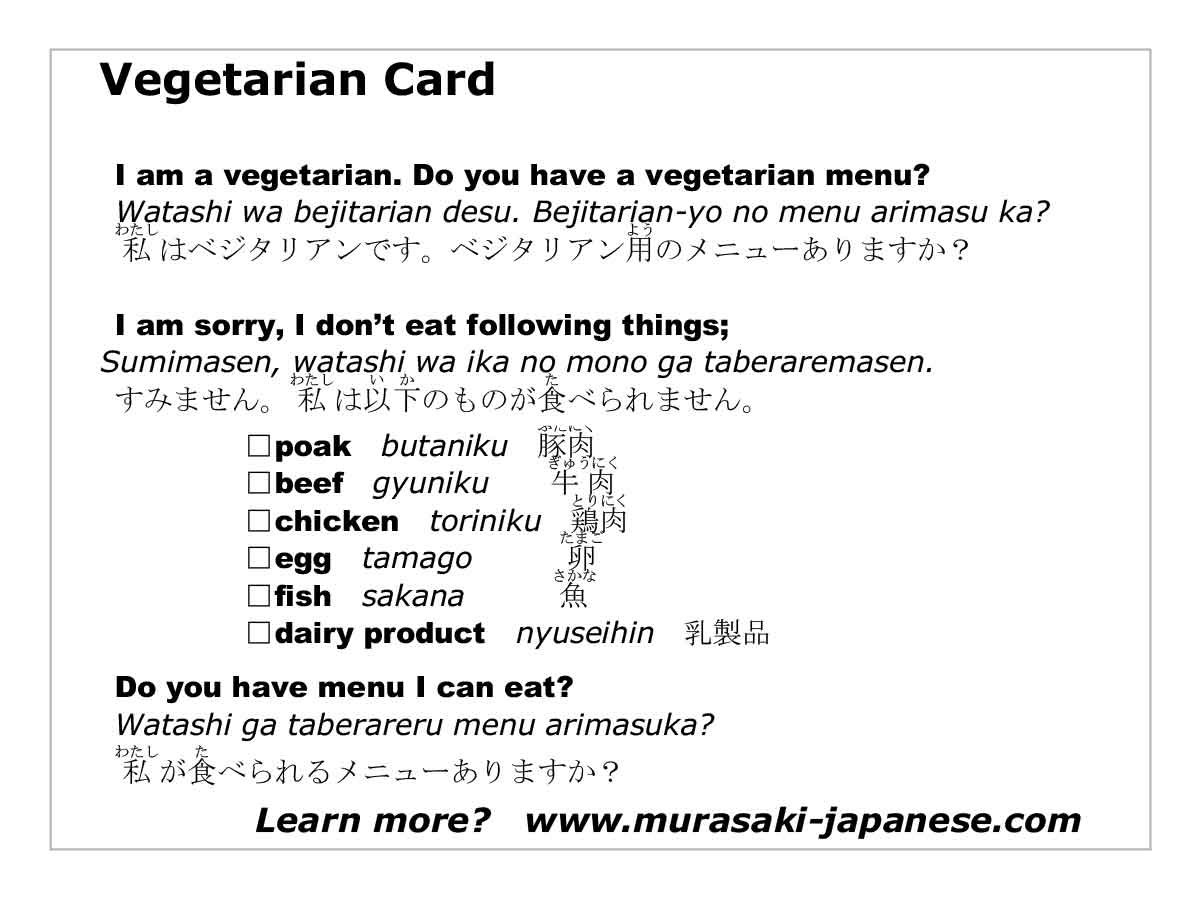 Vegetarian Card
I am a vegetarian. Do you have a vegetarian menu?
Watashi wa bejitarian desu. Bejitarian-yo no menu arimasu ka?
わたし よう
私はベジタリアンです。ベジタリアン用のメニューありますか？
I am sorry, I don’t eat following things;
Sumimasen, watashi wa ika no mono ga taberaremasen.
わたし い か た
すみません。私は以下のものが食べられません。
ぶたにく
□poak butaniku 豚肉
ぎゅうにく
□beef gyuniku 牛肉
とりにく
□chicken toriniku 鶏肉
たまご
□egg tamago 卵
さかな
□fish sakana 魚
□dairy product nyuseihin 乳製品
Do you have menu I can eat?
Watashi ga taberareru menu arimasuka?
わたし た
私が食べられるメニューありますか？
Learn more? www.murasaki-japanese.com